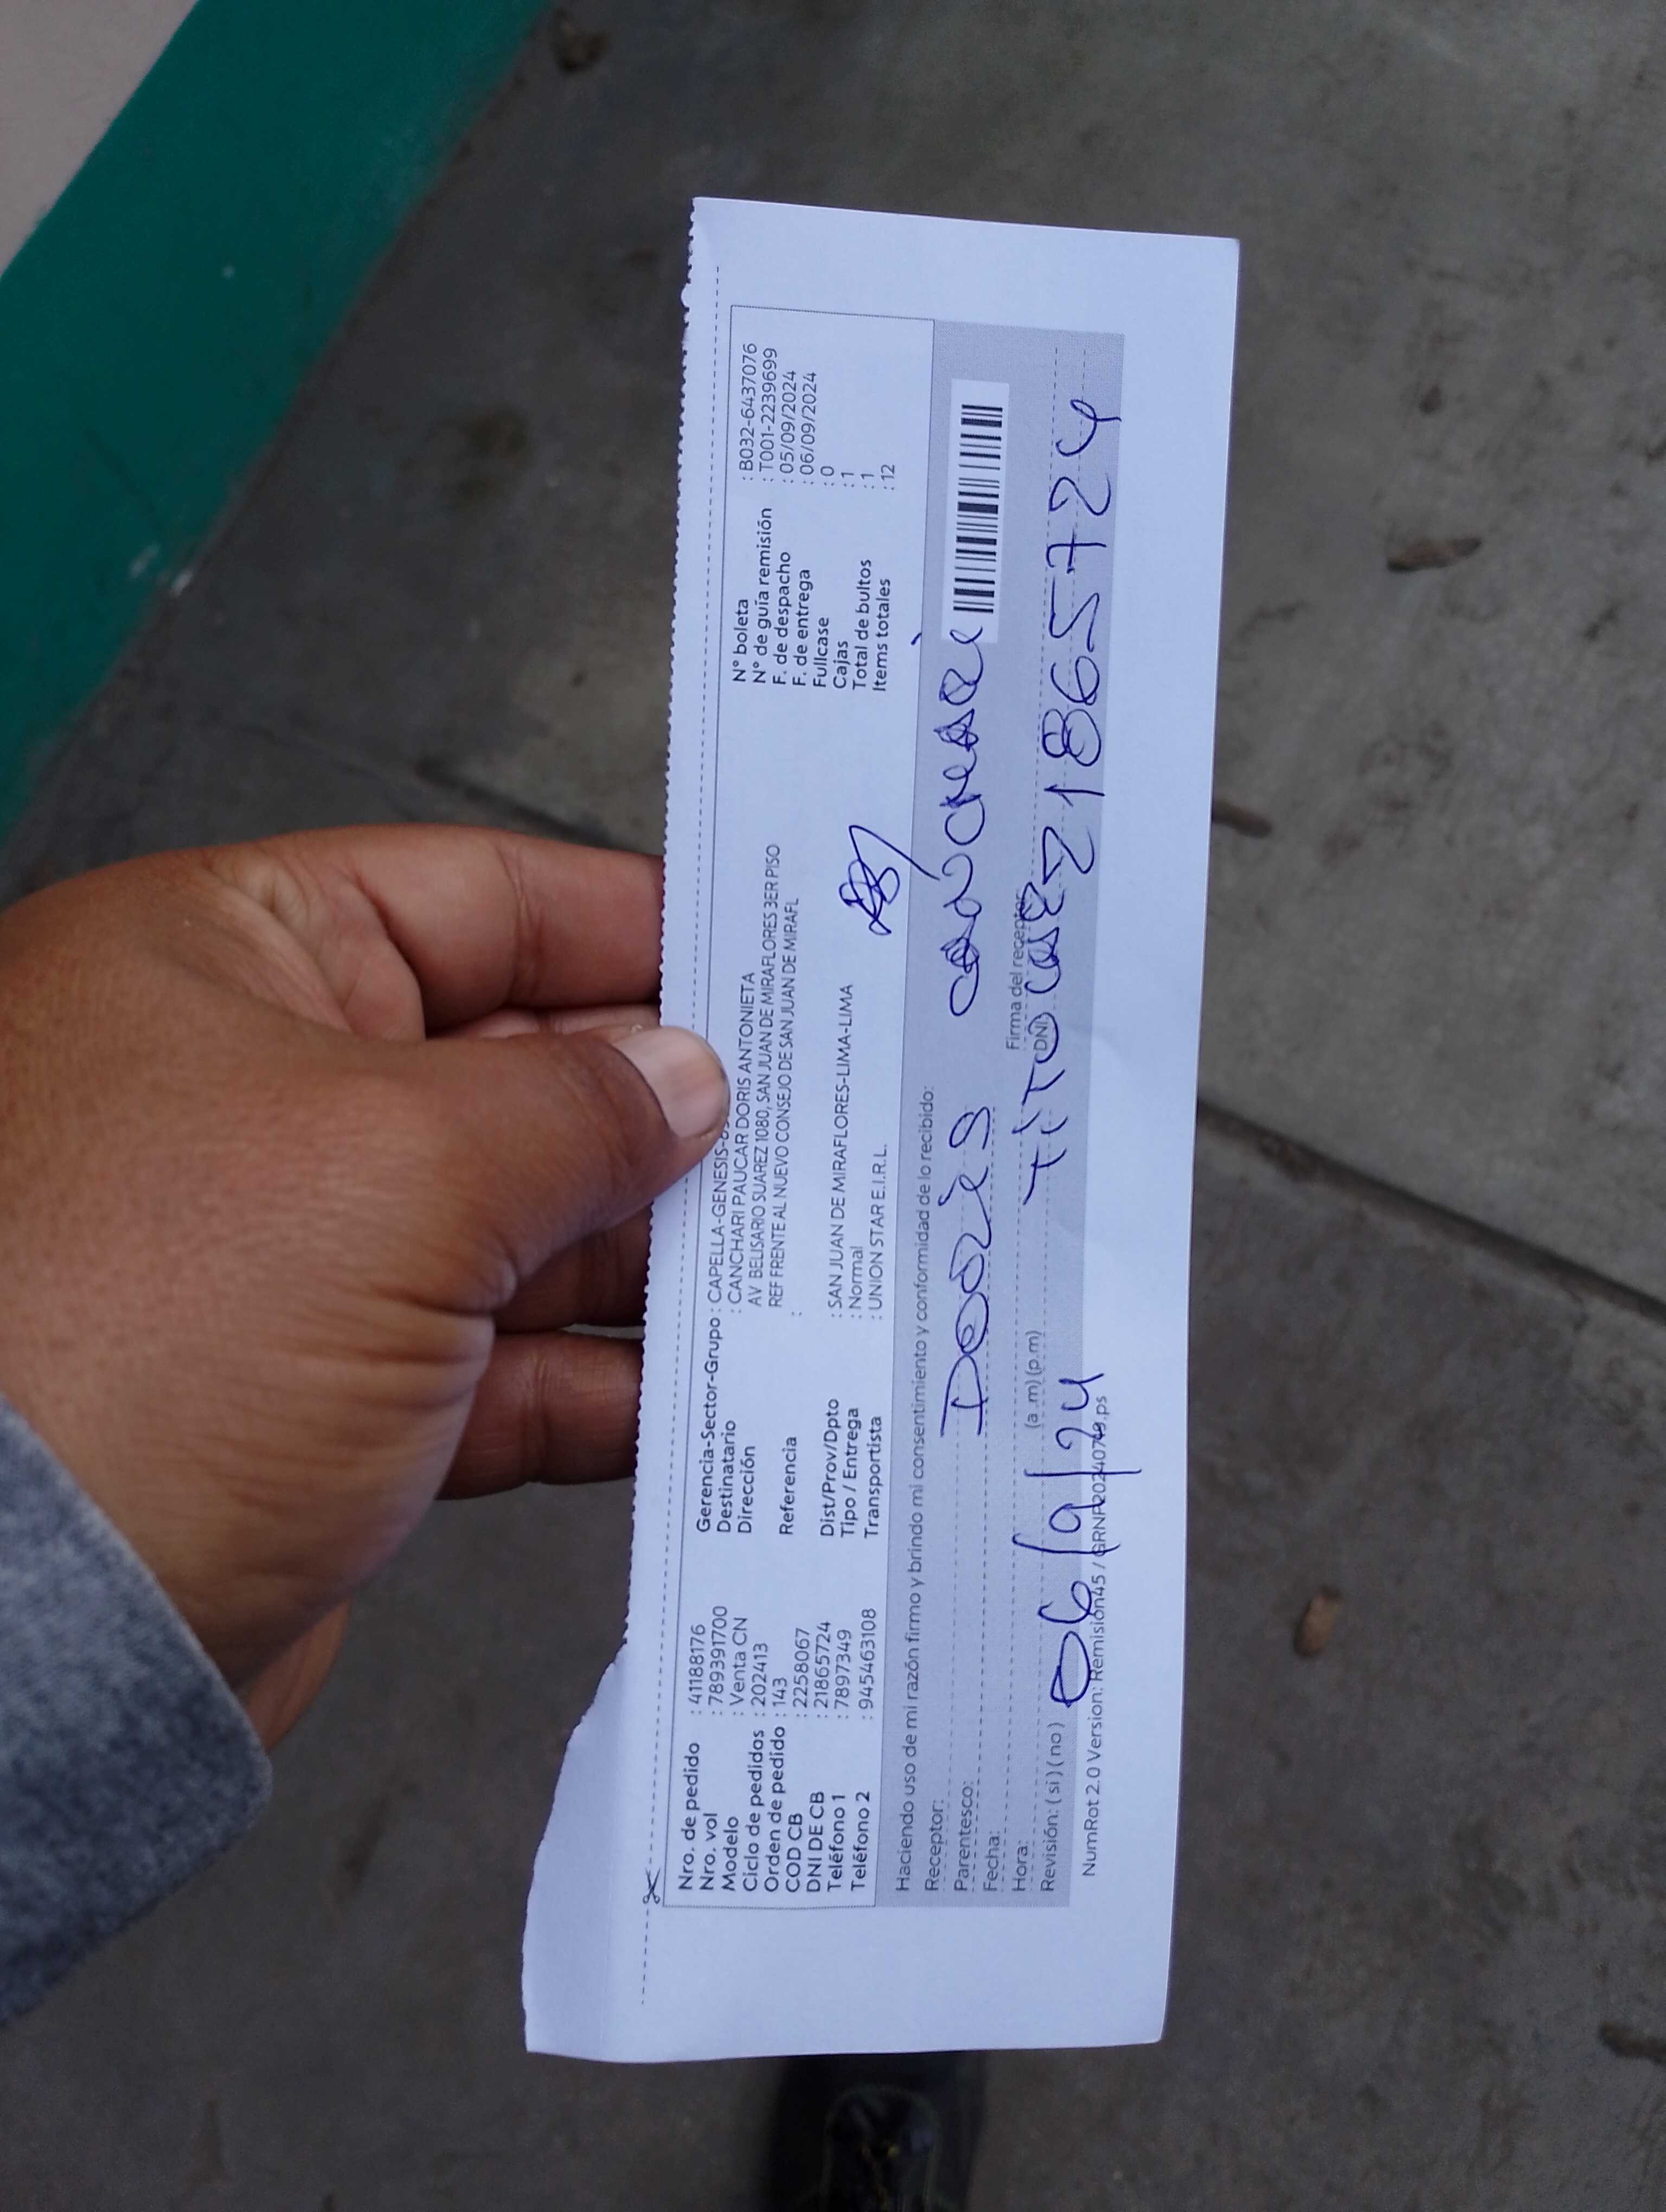 Nro. de pedido : 41188176
Nro. vol : 789391700
Modelo : Venta CN
Ciclo de pedidos : 202413
Orden de pedido : 143
COD CB : 2258067
DNI DE CB : 21865724
Teléfono 1 : 7897349
Teléfono 2 : 945463108
Gerencia-Sector-Grupo : CAPELLA-GENESIS-
Destinatario : CANCHARI PAUCAR DORIS ANTONIETA
Dirección AV BELISARIO SUAREZ 1080, SAN JUAN DE MIRAFLORES 3ER PISO
REF FRENTE AL NUEVO CONSEJO DE SAN JUAN DE MIRAFL
Referencia :
Dist/Prov/Dpto : SAN JUAN DE MIRAFLORES-LIMA-LIMA
Tipo / Entrega : Normal
Transportista : UNION STAR E.I.R.L.
N° boleta : B032-6437076
N° de guía remisión : T001-2239699
F. de despacho : 05/09/2024
F. de entrega : 06/09/2024
Fullcase : 0
Cajas : 1
Total de bultos : 1
Items totales : 12
Haciendo uso de mi razón firmo y brindo mi consentimiento y conformidad de lo recibido:
Receptor:
Parentesco: Doris
Fecha:
Hora: (a.m) (p.m)
Firma del receptor
DNI
Revisión: (si) (no) 06/9/24
TiTOLAR 21865724
NumRot 2.0 Version: Remision45 / GRNP20240749.ps